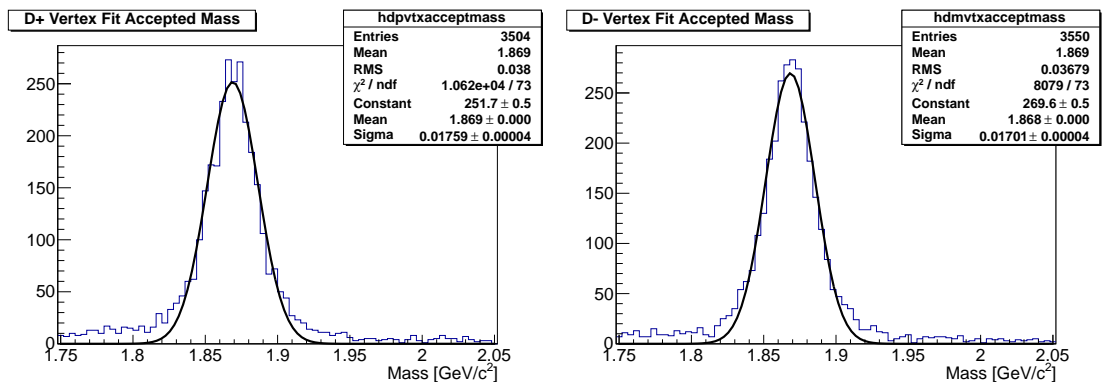 D+ Vertex Fit Accepted Mass
hdpvtxacceptmass
Entries 3504
Mean 1.869
RMS 0.038
χ² / ndf 1.062e+04 / 73
Constant 251.7 ± 0.5
Mean 1.869 ± 0.000
Sigma 0.01759 ± 0.00004
250
200
150
100
50
0
1.75 1.8 1.85 1.9 1.95 2 2.05
Mass [GeV/c²]
D- Vertex Fit Accepted Mass
hdmvtxacceptmass
Entries 3550
Mean 1.869
RMS 0.03679
χ² / ndf 8079 / 73
Constant 269.6 ± 0.5
Mean 1.868 ± 0.000
Sigma 0.01701 ± 0.00004
250
200
150
100
50
0
1.75 1.8 1.85 1.9 1.95 2 2.05
Mass [GeV/c²]